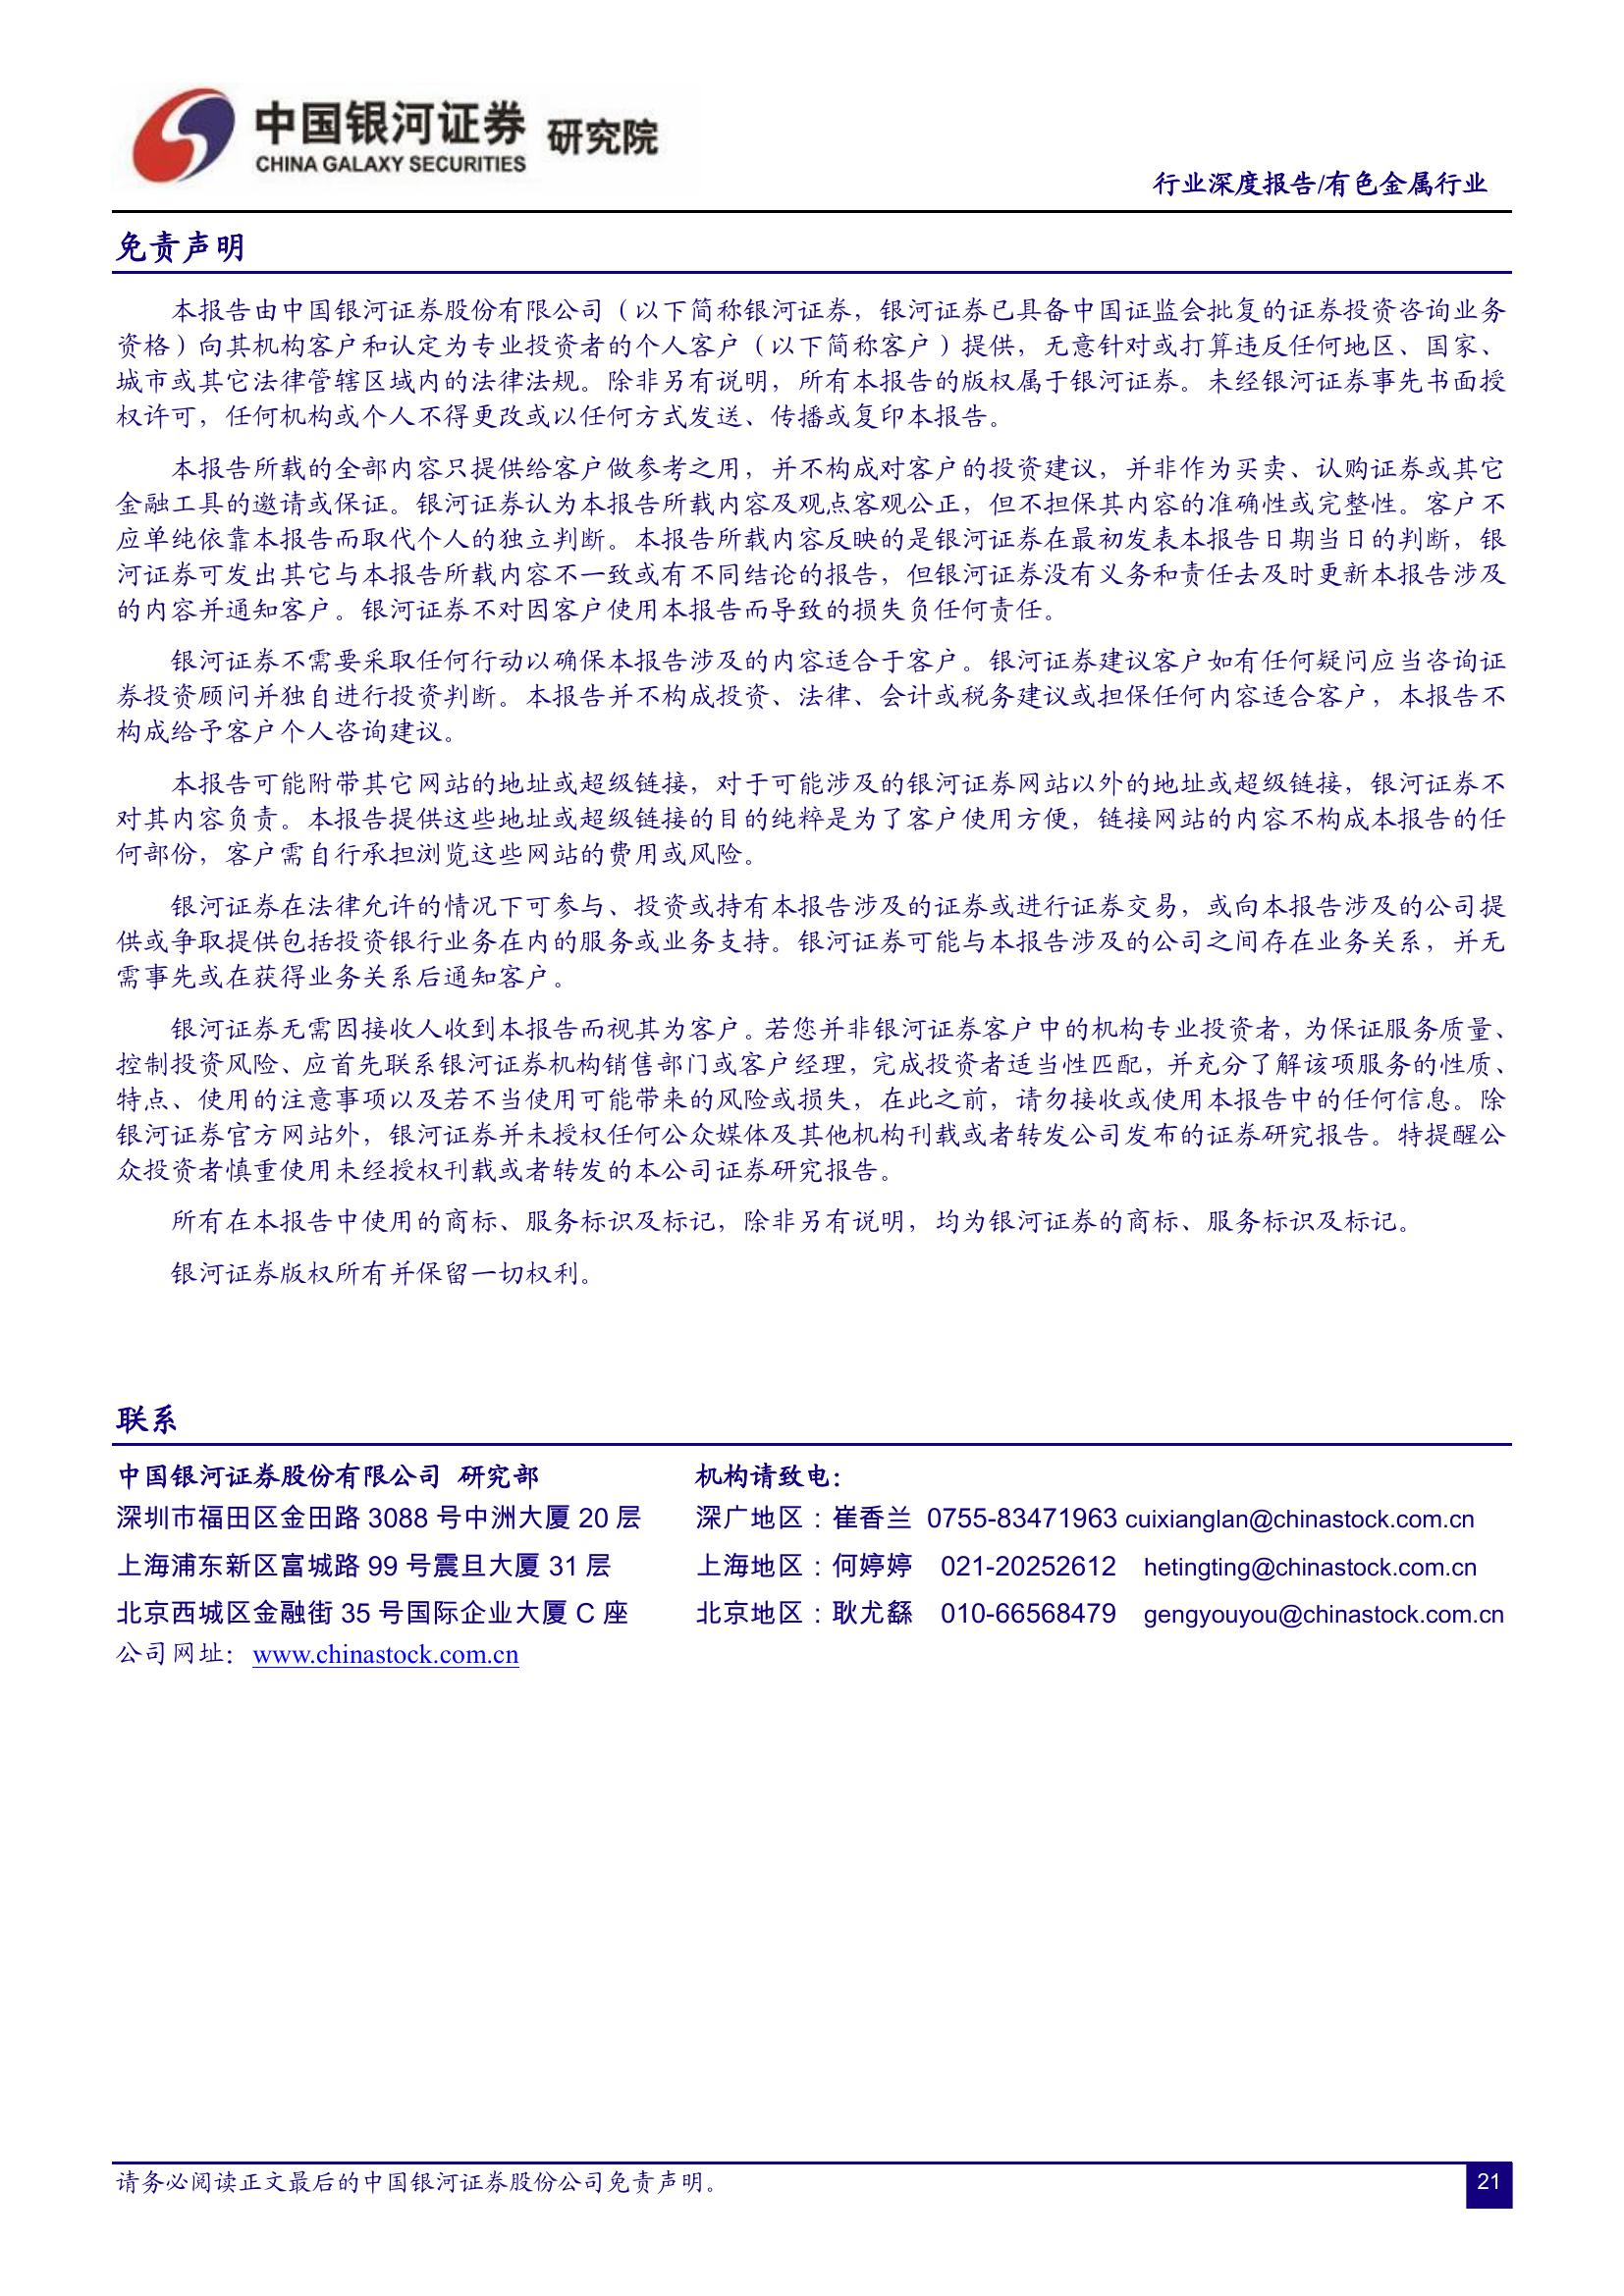 中国银河证券 研究院
CHINA GALAXY SECURITIES
行业深度报告/有色金属行业
免责声明
本报告由中国银河证券股份有限公司（以下简称银河证券，银河证券已具备中国证监会批复的证券投资咨询业务
资格）向其机构客户和认定为专业投资者的个人客户（以下简称客户）提供，无意针对或打算违反任何地区、国家、
城市或其它法律管辖区域内的法律法规。除非另有说明，所有本报告的版权属于银河证券。未经银河证券事先书面授
权许可，任何机构或个人不得更改或以任何方式发送、传播或复印本报告。
本报告所载的全部内容只提供给客户做参考之用，并不构成对客户的投资建议，并非作为买卖、认购证券或其它
金融工具的邀请或保证。银河证券认为本报告所载内容及观点客观公正，但不担保其内容的准确性或完整性。客户不
应单纯依靠本报告而取代个人的独立判断。本报告所载内容反映的是银河证券在最初发表本报告日期当日的判断，银
河证券可发出其它与本报告所载内容不一致或有不同结论的报告，但银河证券没有义务和责任去及时更新本报告涉及
的内容并通知客户。银河证券不对因客户使用本报告而导致的损失负任何责任。
银河证券不需要采取任何行动以确保本报告涉及的内容适合于客户。银河证券建议客户如有任何疑问应当咨询证
券投资顾问并独自进行投资判断。本报告并不构成投资、法律、会计或税务建议或担保任何内容适合客户，本报告不
构成给予客户个人咨询建议。
本报告可能附带其它网站的地址或超级链接，对于可能涉及的银河证券网站以外的地址或超级链接，银河证券不
对其内容负责。本报告提供这些地址或超级链接的目的纯粹是为了客户使用方便，链接网站的内容不构成本报告的任
何部份，客户需自行承担浏览这些网站的费用或风险。
银河证券在法律允许的情况下可参与、投资或持有本报告涉及的证券或进行证券交易，或向本报告涉及的公司提
供或争取提供包括投资银行业务在内的服务或业务支持。银河证券可能与本报告涉及的公司之间存在业务关系，并无
需事先或在获得业务关系后通知客户。
银河证券无需因接收人收到本报告而视其为客户。若您并非银河证券客户中的机构专业投资者，为保证服务质量、
控制投资风险、应首先联系银河证券机构销售部门或客户经理，完成投资者适当性匹配，并充分了解该项服务的性质、
特点、使用的注意事项以及若不当使用可能带来的风险或损失，在此之前，请勿接收或使用本报告中的任何信息。除
银河证券官方网站外，银河证券并未授权任何公众媒体及其他机构刊载或者转发公司发布的证券研究报告。特提醒公
众投资者慎重使用未经授权刊载或者转发的本公司证券研究报告。
所有在本报告中使用的商标、服务标识及标记，除非另有说明，均为银河证券的商标、服务标识及标记。
银河证券版权所有并保留一切权利。
联系
中国银河证券股份有限公司 研究部 机构请致电：
深圳市福田区金田路 3088 号中洲大厦 20 层 深广地区：崔香兰 0755-83471963 cuixianglan@chinastock.com.cn
上海浦东新区富城路 99 号震旦大厦 31 层 上海地区：何婷婷 021-20252612 hetingting@chinastock.com.cn
北京西城区金融街 35 号国际企业大厦 C 座 北京地区：耿尤繇 010-66568479 gengyouyou@chinastock.com.cn
公司网址：www.chinastock.com.cn
请务必阅读正文最后的中国银河证券股份公司免责声明。
21